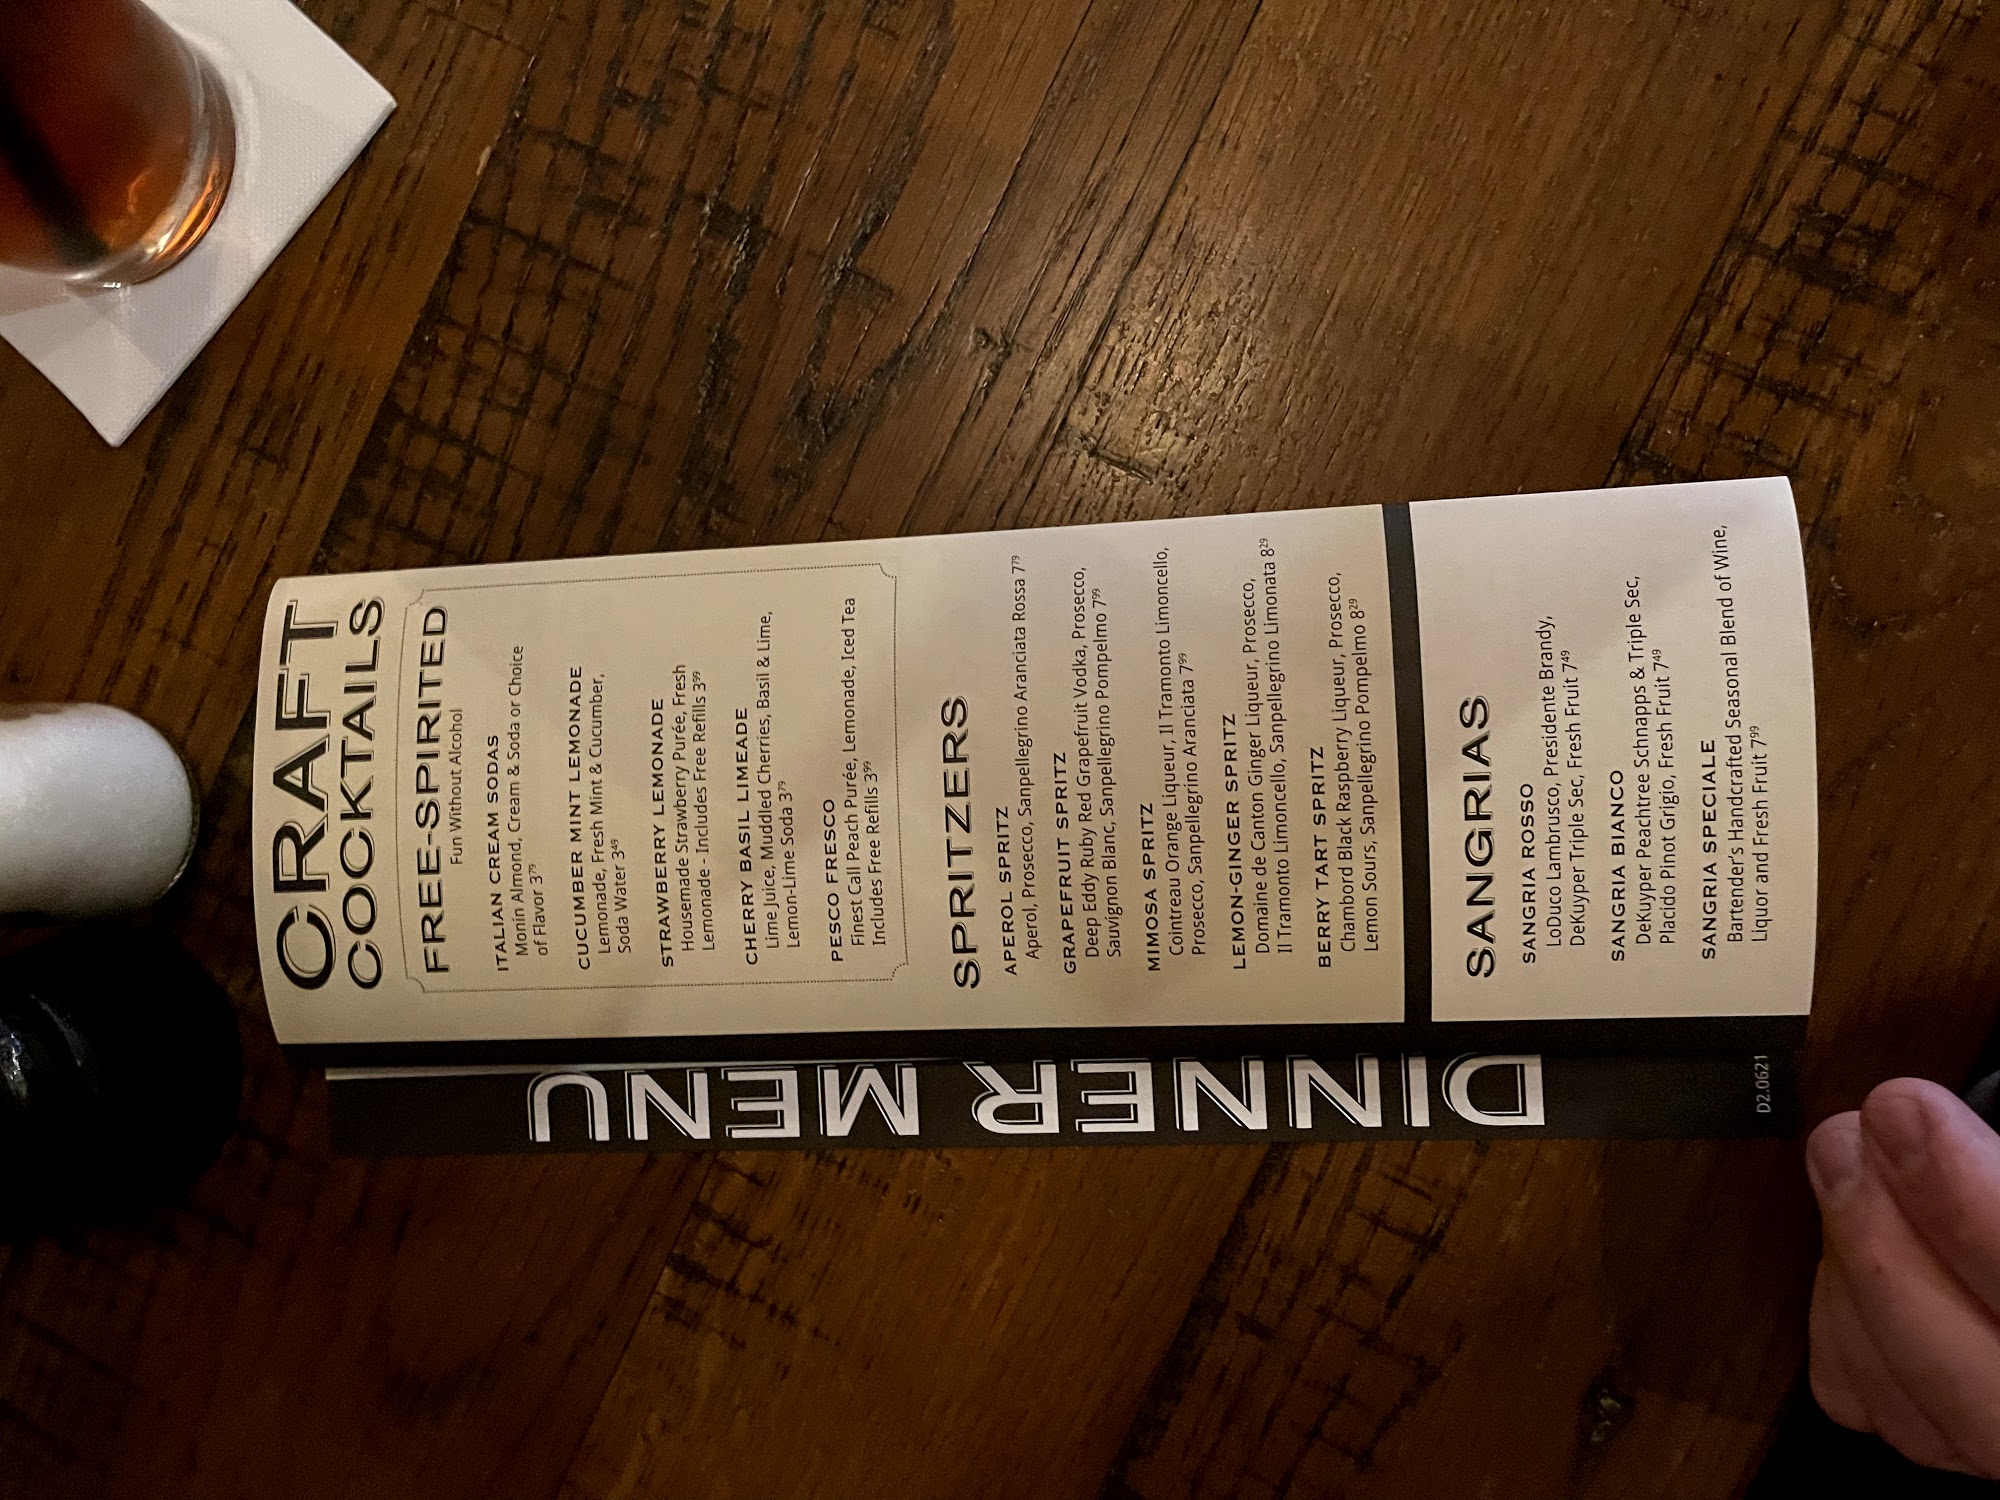 CRAFT
COCKTAILS
FREE-SPIRITED
Fun Without Alcohol
ITALIAN CREAM SODAS
Monin Almond, Cream & Soda or Choice
of Flavor 3⁷⁹
CUCUMBER MINT LEMONADE
Lemonade, Fresh Mint & Cucumber,
Soda Water 3⁴⁹
STRAWBERRY LEMONADE
Housemade Strawberry Purée, Fresh
Lemonade - Includes Free Refills 3⁹⁹
CHERRY BASIL LIMEADE
Lime Juice, Muddled Cherries, Basil & Lime,
Lemon-Lime Soda 3⁷⁹
PESCO FRESCO
Finest Call Peach Purée, Lemonade, Iced Tea
Includes Free Refills 3⁹⁹
SPRITZERS
APEROL SPRITZ
Aperol, Prosecco, Sanpellegrino Aranciata Rossa 7⁷⁹
GRAPEFRUIT SPRITZ
Deep Eddy Ruby Red Grapefruit Vodka, Prosecco,
Sauvignon Blanc, Sanpellegrino Pompelmo 7⁹⁹
MIMOSA SPRITZ
Cointreau Orange Liqueur, Il Tramonto Limoncello,
Prosecco, Sanpellegrino Aranciata 7⁹⁹
LEMON-GINGER SPRITZ
Domaine de Canton Ginger Liqueur, Prosecco,
Il Tramonto Limoncello, Sanpellegrino Limonata 8²⁹
BERRY TART SPRITZ
Chambord Black Raspberry Liqueur, Prosecco,
Lemon Sours, Sanpellegrino Pompelmo 8²⁹
SANGRIAS
SANGRIA ROSSO
LoDuco Lambrusco, Presidente Brandy,
DeKuyper Triple Sec, Fresh Fruit 7⁴⁹
SANGRIA BIANCO
DeKuyper Peachtree Schnapps & Triple Sec,
Placido Pinot Grigio, Fresh Fruit 7⁴⁹
SANGRIA SPECIALE
Bartender's Handcrafted Seasonal Blend of Wine,
Liquor and Fresh Fruit 7⁹⁹
DINNER MENU
D2.0621